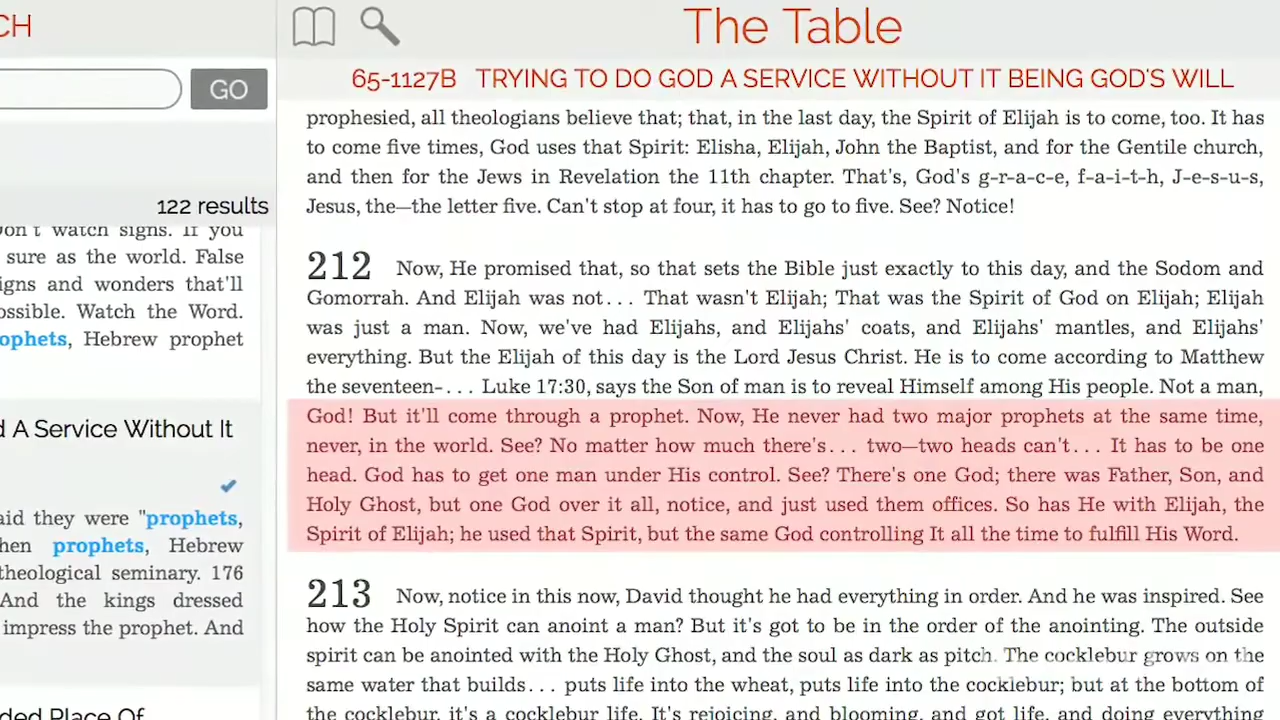 CH
GO
122 results
Don't watch signs. If you
sure as the world. False
igns and wonders that'll
ossible. Watch the Word.
ophets, Hebrew prophet
d A Service Without It
aid they were "prophets,
hen prophets, Hebrew
theological seminary. 176
And the kings dressed
impress the prophet. And
ded Place Of
The Table
65-1127B TRYING TO DO GOD A SERVICE WITHOUT IT BEING GOD'S WILL
prophesied, all theologians believe that; that, in the last day, the Spirit of Elijah is to come, too. It has
to come five times, God uses that Spirit: Elisha, Elijah, John the Baptist, and for the Gentile church,
and then for the Jews in Revelation the 11th chapter. That's, God's g-r-a-c-e, f-a-i-t-h, J-e-s-u-s,
Jesus, the—the letter five. Can't stop at four, it has to go to five. See? Notice!
212 Now, He promised that, so that sets the Bible just exactly to this day, and the Sodom and
Gomorrah. And Elijah was not... That wasn't Elijah; That was the Spirit of God on Elijah; Elijah
was just a man. Now, we've had Elijahs, and Elijahs' coats, and Elijahs' mantles, and Elijahs'
everything. But the Elijah of this day is the Lord Jesus Christ. He is to come according to Matthew
the seventeen-... Luke 17:30, says the Son of man is to reveal Himself among His people. Not a man,
God! But it'll come through a prophet. Now, He never had two major prophets at the same time,
never, in the world. See? No matter how much there's... two—two heads can't... It has to be one
head. God has to get one man under His control. See? There's one God; there was Father, Son, and
Holy Ghost, but one God over it all, notice, and just used them offices. So has He with Elijah, the
Spirit of Elijah; he used that Spirit, but the same God controlling It all the time to fulfill His Word.
213 Now, notice in this now, David thought he had everything in order. And he was inspired. See
how the Holy Spirit can anoint a man? But it's got to be in the order of the anointing. The outside
spirit can be anointed with the Holy Ghost, and the soul as dark as pitch. The cocklebur grows on the
same water that builds... puts life into the wheat, puts life into the cocklebur; but at the bottom of
the cocklebur, it's a cocklebur life. It's rejoicing, and blooming, and got life, and doing everything